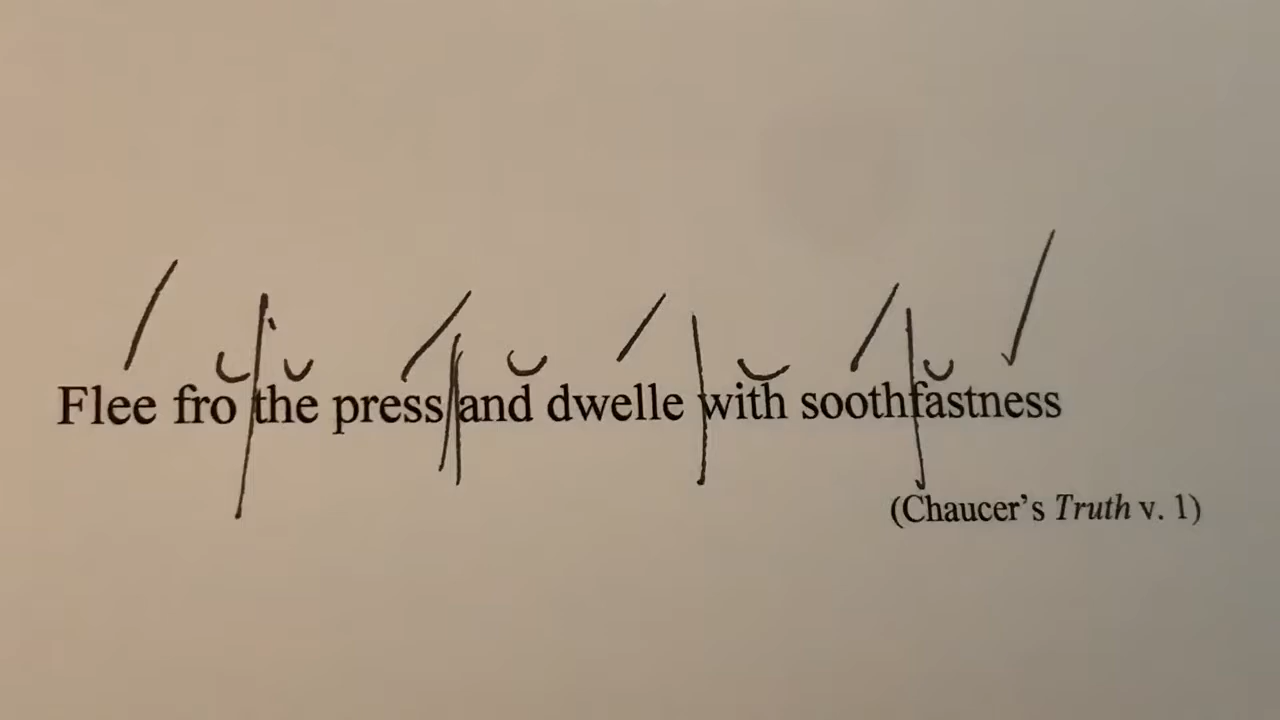 Flee fro the press and dwelle with soothfastness
(Chaucer's Truth v. 1)